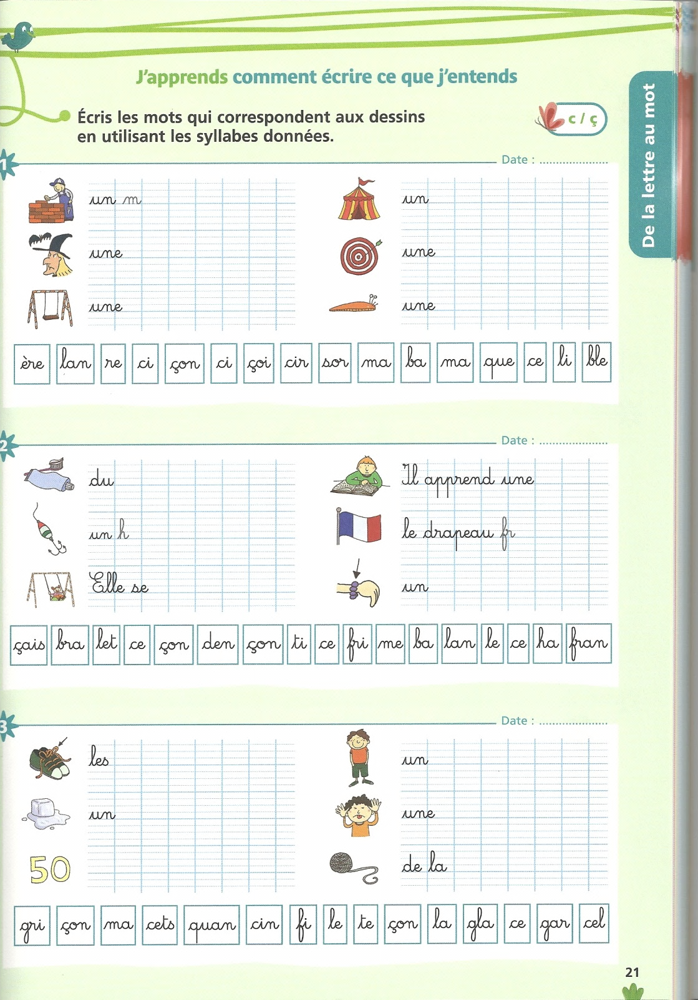 J'apprends comment écrire ce que j'entends
Écris les mots qui correspondent aux dessins
en utilisant les syllabes données.
c / ç
De la lettre au mot
1
Date : ......................
un m
un
une
une
une
une
ère lan re ci çon ci çoi cir sor ma ba ma que ce li ble
2
Date : ......................
du
Il apprend une
un h
le drapeau fr
Elle se
un
çais bra let ce çon den çon ti ce fri me ba lan le ce ha fran
3
Date : ......................
les
un
un
une
50
de la
gri çon ma cets quan cin fi le te çon la gla ce gar cel
21